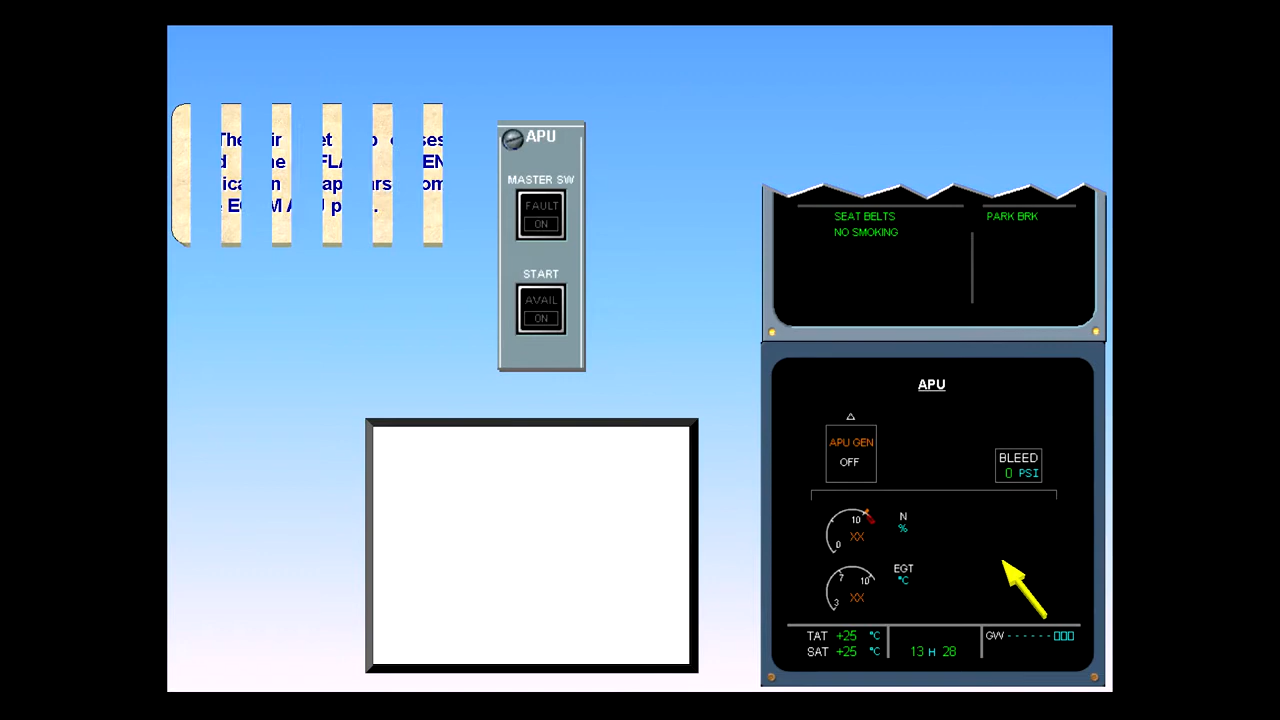 APU
MASTER SW
FAULT
ON
START
AVAIL
ON
SEAT BELTS PARK BRK
NO SMOKING
APU
APU GEN
OFF
BLEED
0 PSI
10 N
XX %
0
7 10 EGT
XX °C
3
TAT +25 °C GW ------
SAT +25 °C 13 H 28